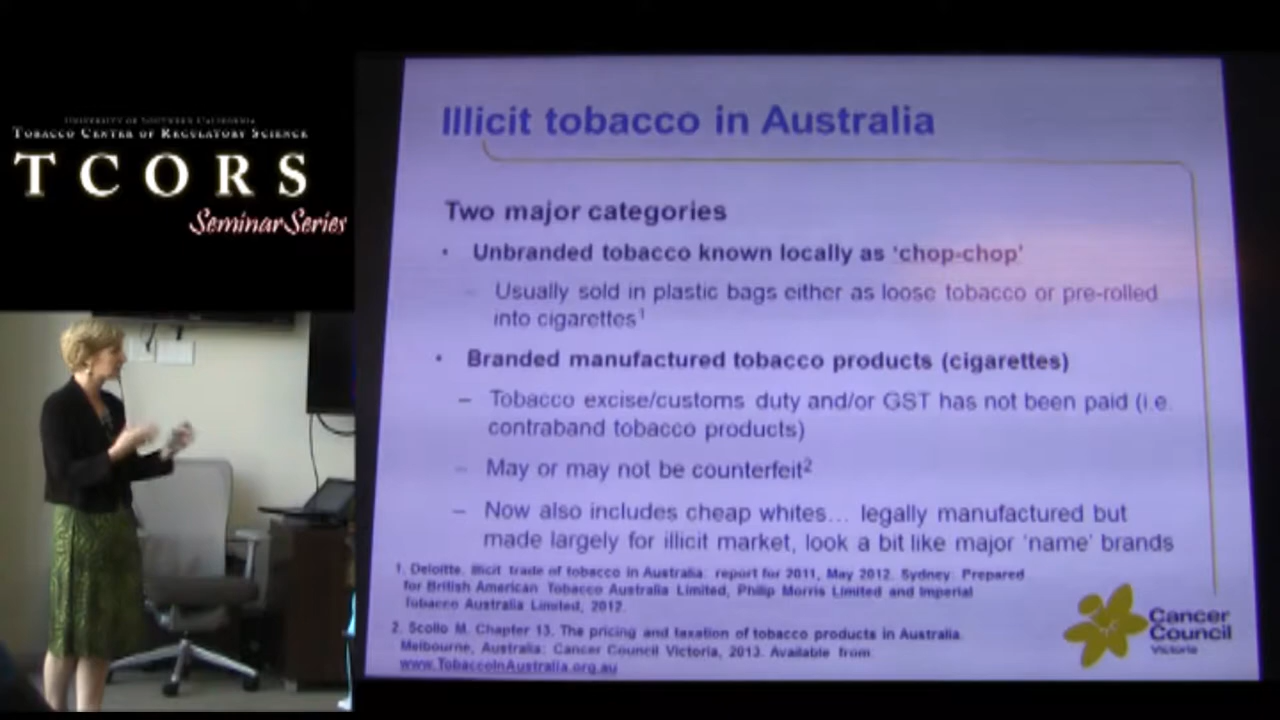 UNIVERSITY OF SOUTHERN CALIFORNIA
TOBACCO CENTER OF REGULATORY SCIENCE
TCORS
Seminar Series
Illicit tobacco in Australia
Two major categories
• Unbranded tobacco known locally as ‘chop-chop’
– Usually sold in plastic bags either as loose tobacco or pre-rolled
into cigarettes1
• Branded manufactured tobacco products (cigarettes)
– Tobacco excise/customs duty and/or GST has not been paid (i.e.
contraband tobacco products)
– May or may not be counterfeit2
– Now also includes cheap whites… legally manufactured but
made largely for illicit market, look a bit like major ‘name’ brands
1. Deloitte. Illicit trade of tobacco in Australia: report for 2011, May 2012. Sydney: Prepared
for British American Tobacco Australia Limited, Philip Morris Limited and Imperial
Tobacco Australia Limited, 2012.
2. Scollo M. Chapter 13. The pricing and taxation of tobacco products in Australia.
Melbourne, Australia: Cancer Council Victoria, 2013. Available from:
www.TobaccoInAustralia.org.au
Cancer
Council
Victoria